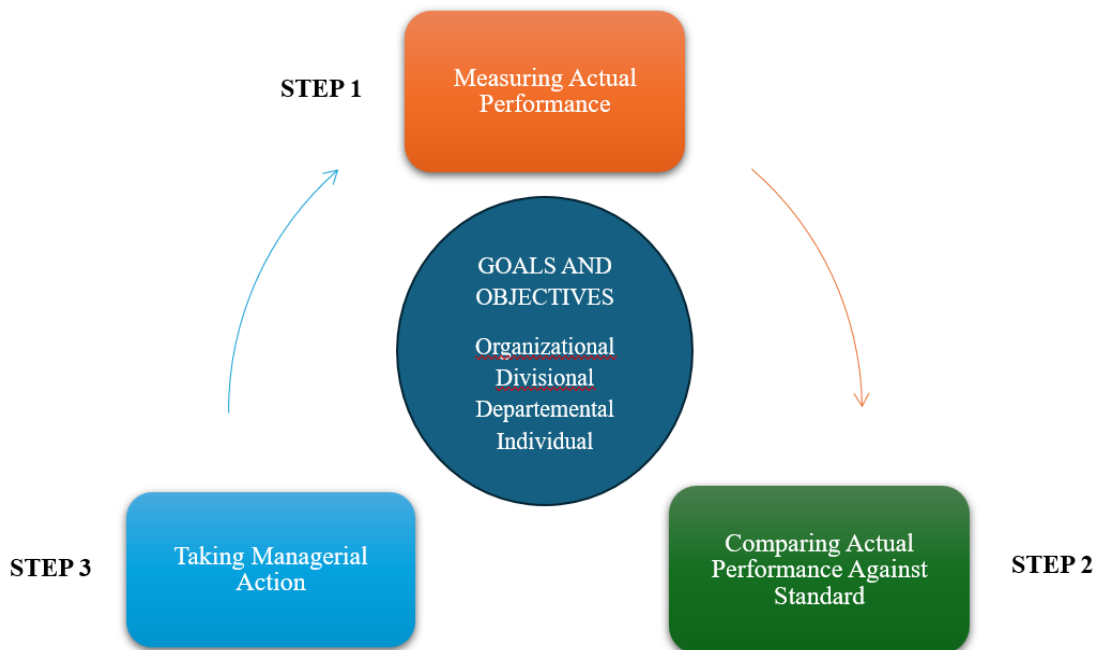 STEP 1
Measuring Actual
Performance
GOALS AND
OBJECTIVES
Organizational
Divisional
Departemental
Individual
STEP 3
Taking Managerial
Action
Comparing Actual
Performance Against
Standard
STEP 2